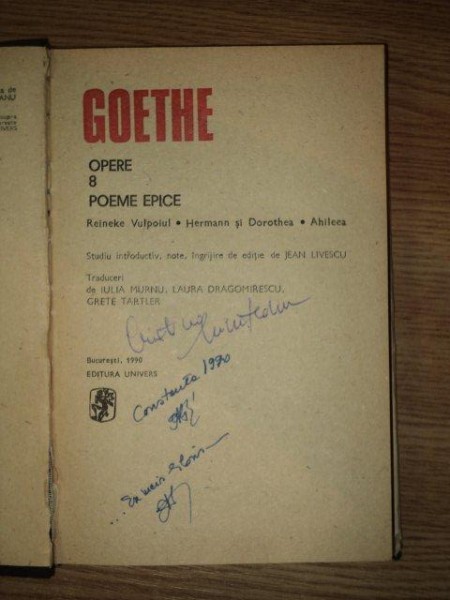 GOETHE
OPERE
8
POEME EPICE
Reineke Vulpoiul • Hermann și Dorothea • Ahileea
Studiu introductiv, note, îngrijire de ediție de JEAN LIVESCU
Traduceri
de IULIA MURNU, LAURA DRAGOMIRESCU,
GRETE TARTLER
București, 1990
EDITURA UNIVERS
Constanța 1990